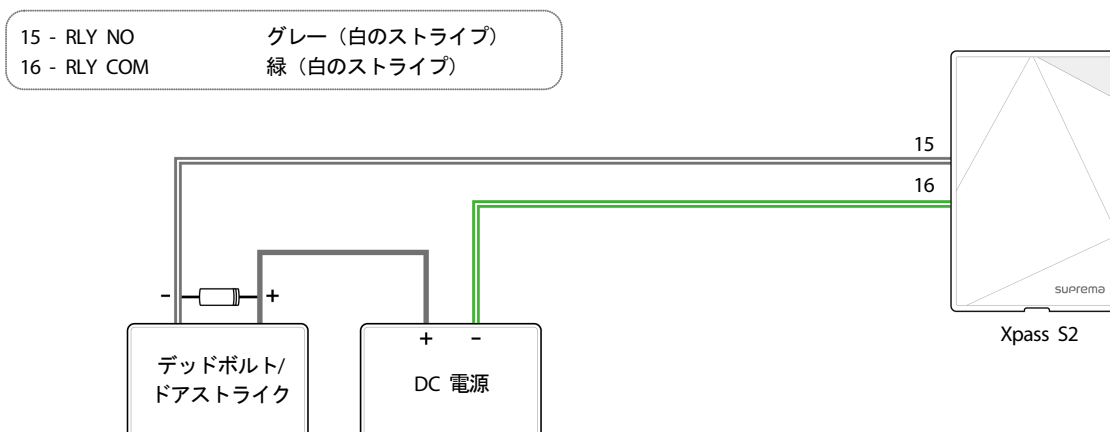 15 - RLY NO グレー（白のストライプ）
16 - RLY COM 緑（白のストライプ）
15
16
suprema
Xpass S2
- +
+ -
デッドボルト/
ドアストライク
DC 電源